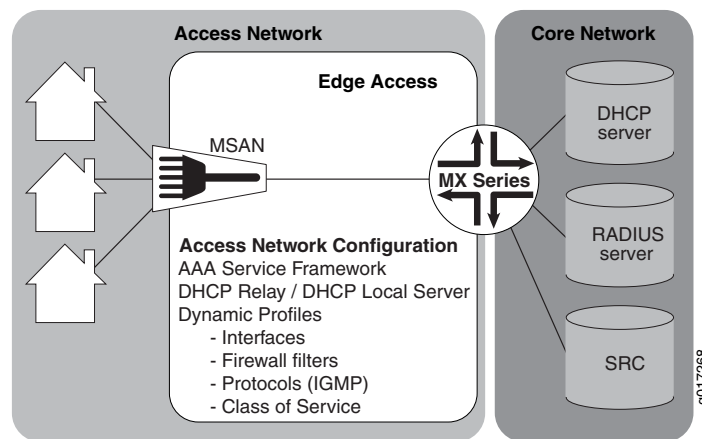 Access Network
Core Network
Edge Access
MSAN
MX Series
DHCP
server
RADIUS
server
SRC
Access Network Configuration
AAA Service Framework
DHCP Relay / DHCP Local Server
Dynamic Profiles
- Interfaces
- Firewall filters
- Protocols (IGMP)
- Class of Service
g017268